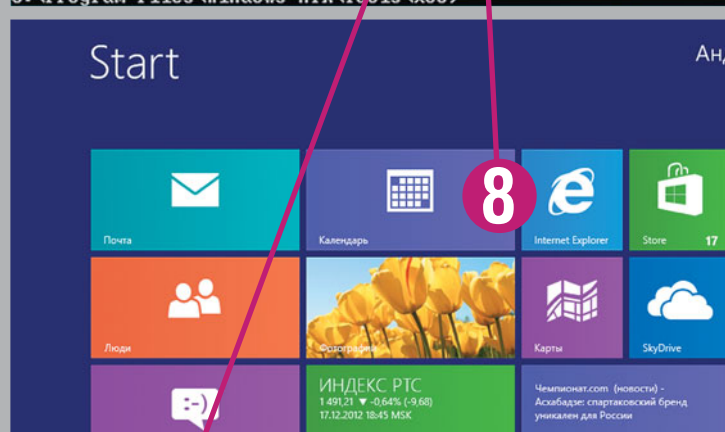 Start
Анд
8
Почта
Календарь
Internet Explorer
Store 17
Люди
Фотографии
Карты
SkyDrive
ИНДЕКС РТС
1 491,21 ▼ -0,64% (-9,68)
17.12.2012 18:45 MSK
Чемпионат.com (новости) -
Асхабадзе: спартаковский бренд
уникален для России